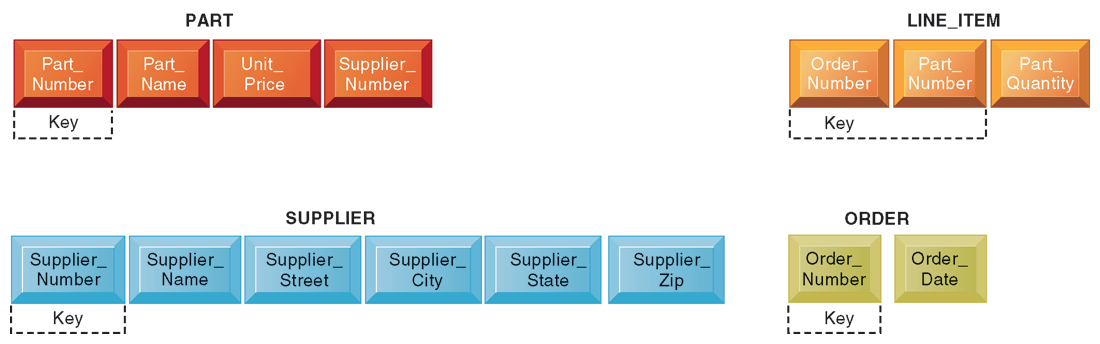 PART
Part_
Number
Part_
Name
Unit_
Price
Supplier_
Number
Key
LINE_ITEM
Order_
Number
Part_
Number
Part_
Quantity
Key
SUPPLIER
Supplier_
Number
Supplier_
Name
Supplier_
Street
Supplier_
City
Supplier_
State
Supplier_
Zip
Key
ORDER
Order_
Number
Order_
Date
Key